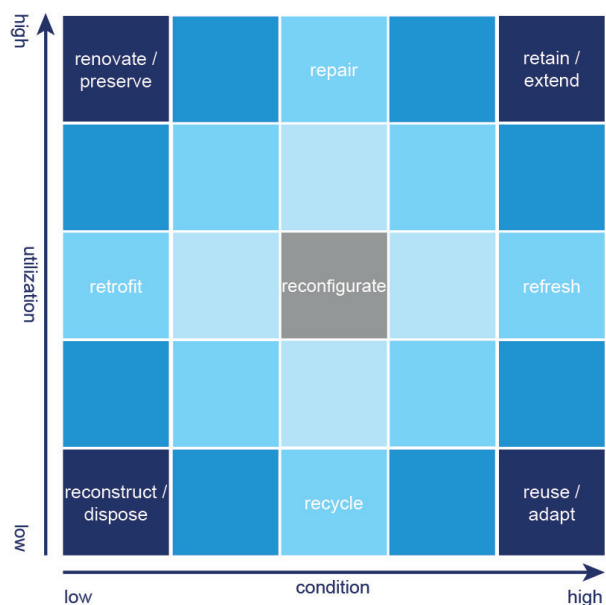 high
renovate /
preserve
repair
retain /
extend
utilization
retrofit
reconfigurate
refresh
reconstruct /
dispose
recycle
reuse /
adapt
low
low
condition
high